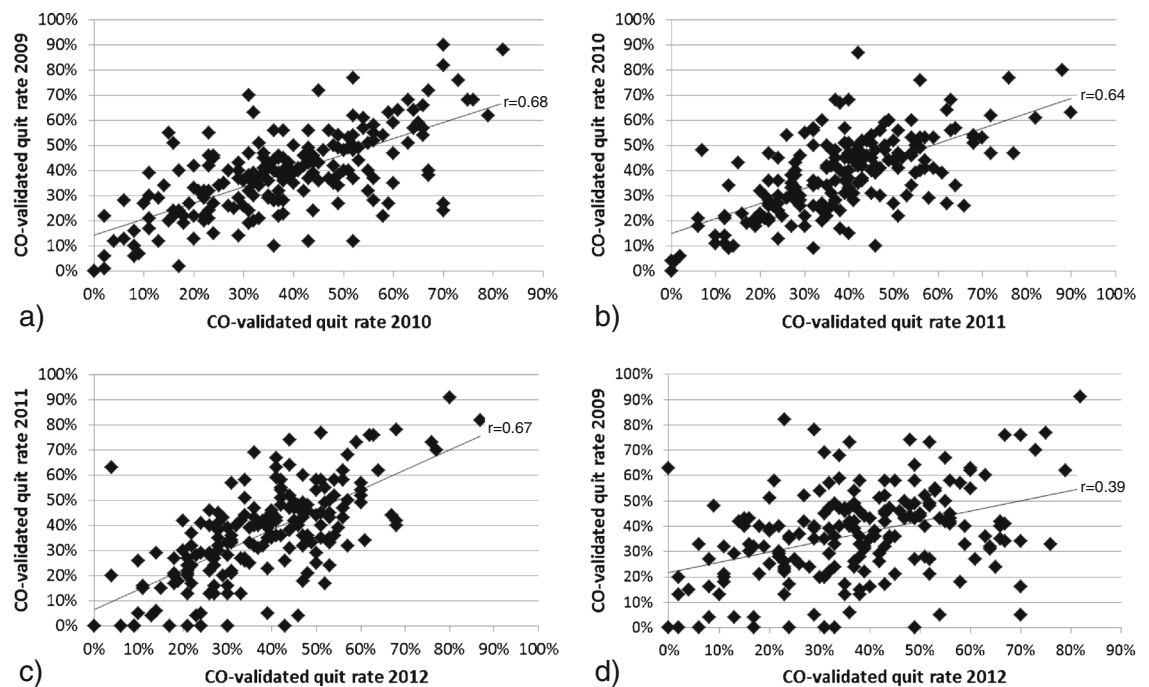 100%
90%
80%
70%
60%
50%
40%
30%
20%
10%
0%
CO-validated quit rate 2009
r=0.68
0% 10% 20% 30% 40% 50% 60% 70% 80% 90%
a)
CO-validated quit rate 2010
100%
90%
80%
70%
60%
50%
40%
30%
20%
10%
0%
CO-validated quit rate 2010
r=0.64
0% 10% 20% 30% 40% 50% 60% 70% 80% 90% 100%
b)
CO-validated quit rate 2011
100%
90%
80%
70%
60%
50%
40%
30%
20%
10%
0%
CO-validated quit rate 2011
r=0.67
0% 10% 20% 30% 40% 50% 60% 70% 80% 90% 100%
c)
CO-validated quit rate 2012
100%
90%
80%
70%
60%
50%
40%
30%
20%
10%
0%
CO-validated quit rate 2009
r=0.39
0% 10% 20% 30% 40% 50% 60% 70% 80% 90%
d)
CO-validated quit rate 2012